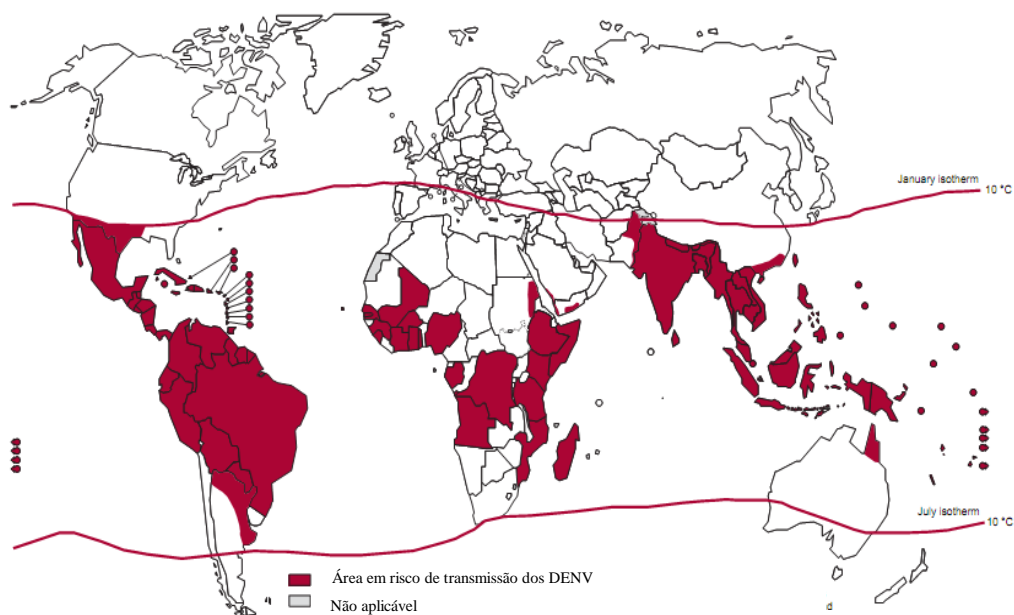 January Isotherm
10 °C
July Isotherm
10 °C
Área em risco de transmissão dos DENV
Não aplicável
d